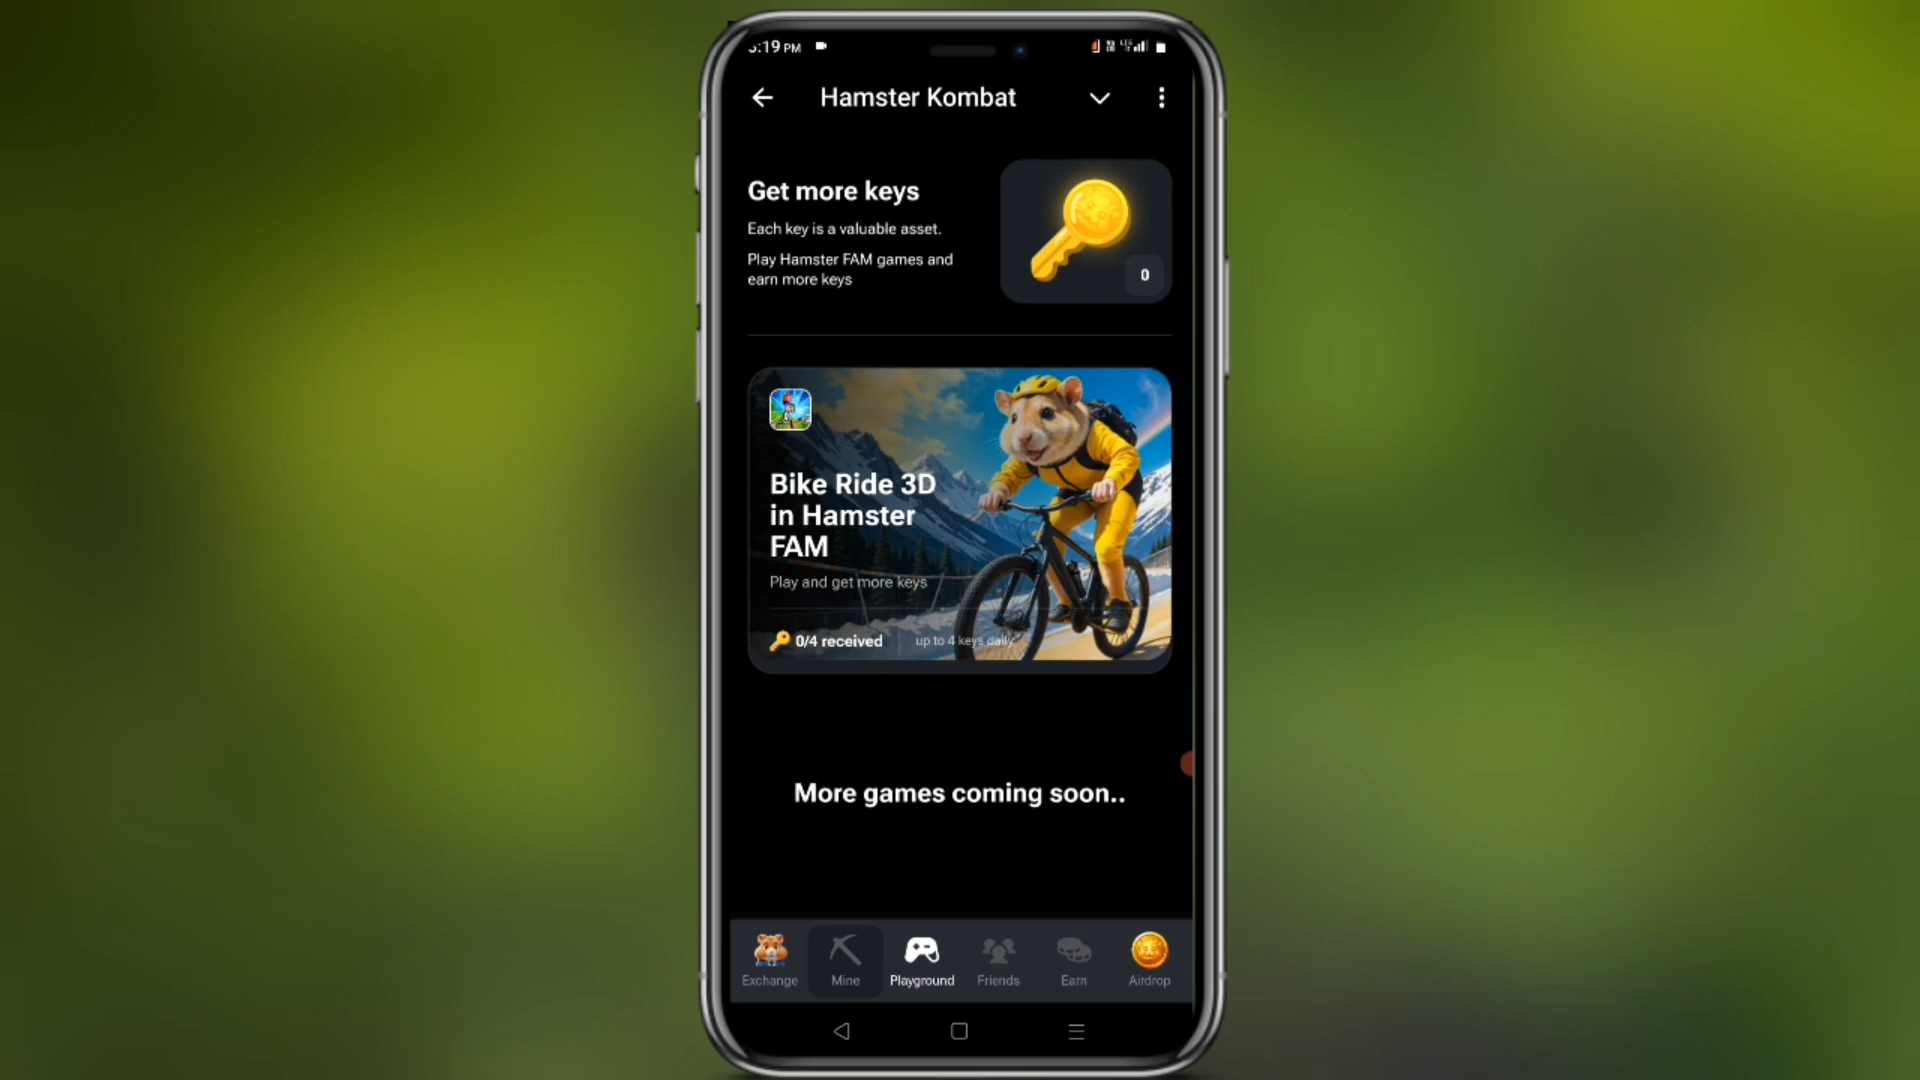 :19 PM
Hamster Kombat
Get more keys
Each key is a valuable asset.
Play Hamster FAM games and
earn more keys
0
Bike Ride 3D
in Hamster
FAM
Play and get more keys
0/4 received
up to 4 keys daily
More games coming soon..
Exchange
Mine
Playground
Friends
Earn
Airdrop